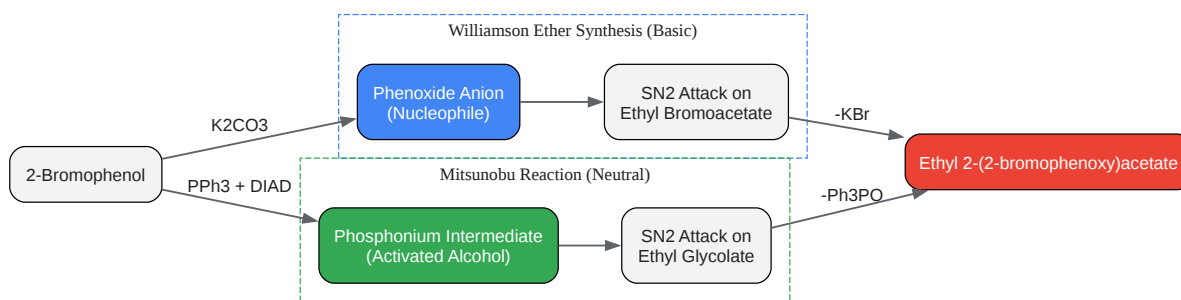 Williamson Ether Synthesis (Basic)
Phenoxide Anion
(Nucleophile)
SN2 Attack on
Ethyl Bromoacetate
K2CO3
-KBr
2-Bromophenol
Ethyl 2-(2-bromophenoxy)acetate
PPh3 + DIAD
Mitsunobu Reaction (Neutral)
-Ph3PO
Phosphonium Intermediate
(Activated Alcohol)
SN2 Attack on
Ethyl Glycolate